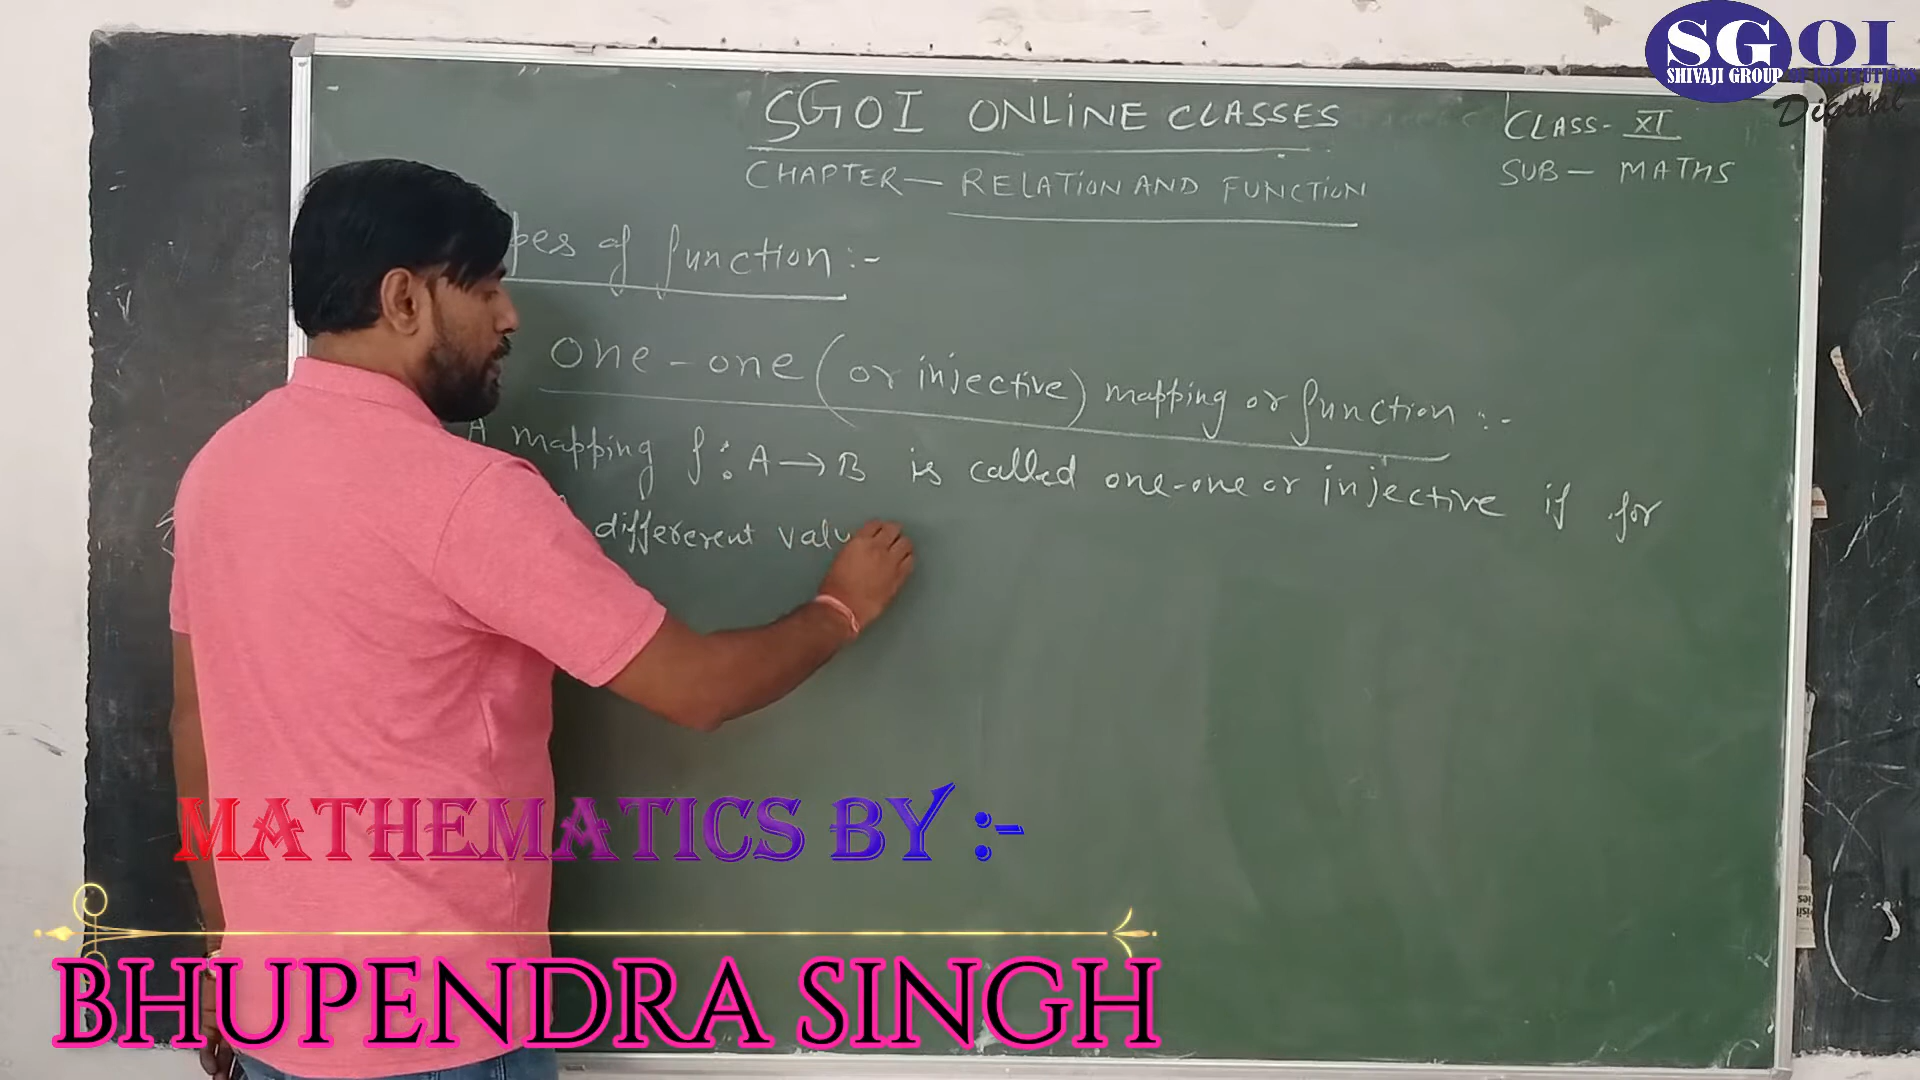 SGOI
SHIVAJI GROUP OF INSTITUTIONS
Digital
SGOI ONLINE CLASSES
CLASS- XI
CHAPTER- RELATION AND FUNCTION
SUB- MATHS
pes of function:-
one-one (or injective) mapping or function :-
A mapping f: A→B is called one-one or injective if for
different valu
MATHEMATICS BY :-
BHUPENDRA SINGH